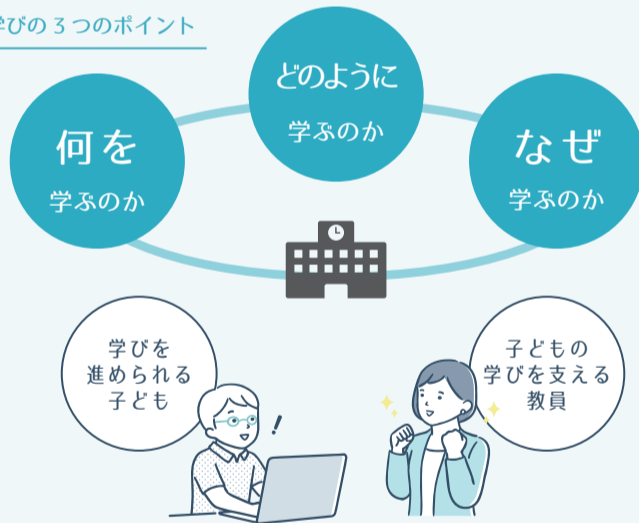 学びの3つのポイント
どのように
学ぶのか
何を
学ぶのか
なぜ
学ぶのか
学びを
進められる
子ども
子どもの
学びを支える
教員
!